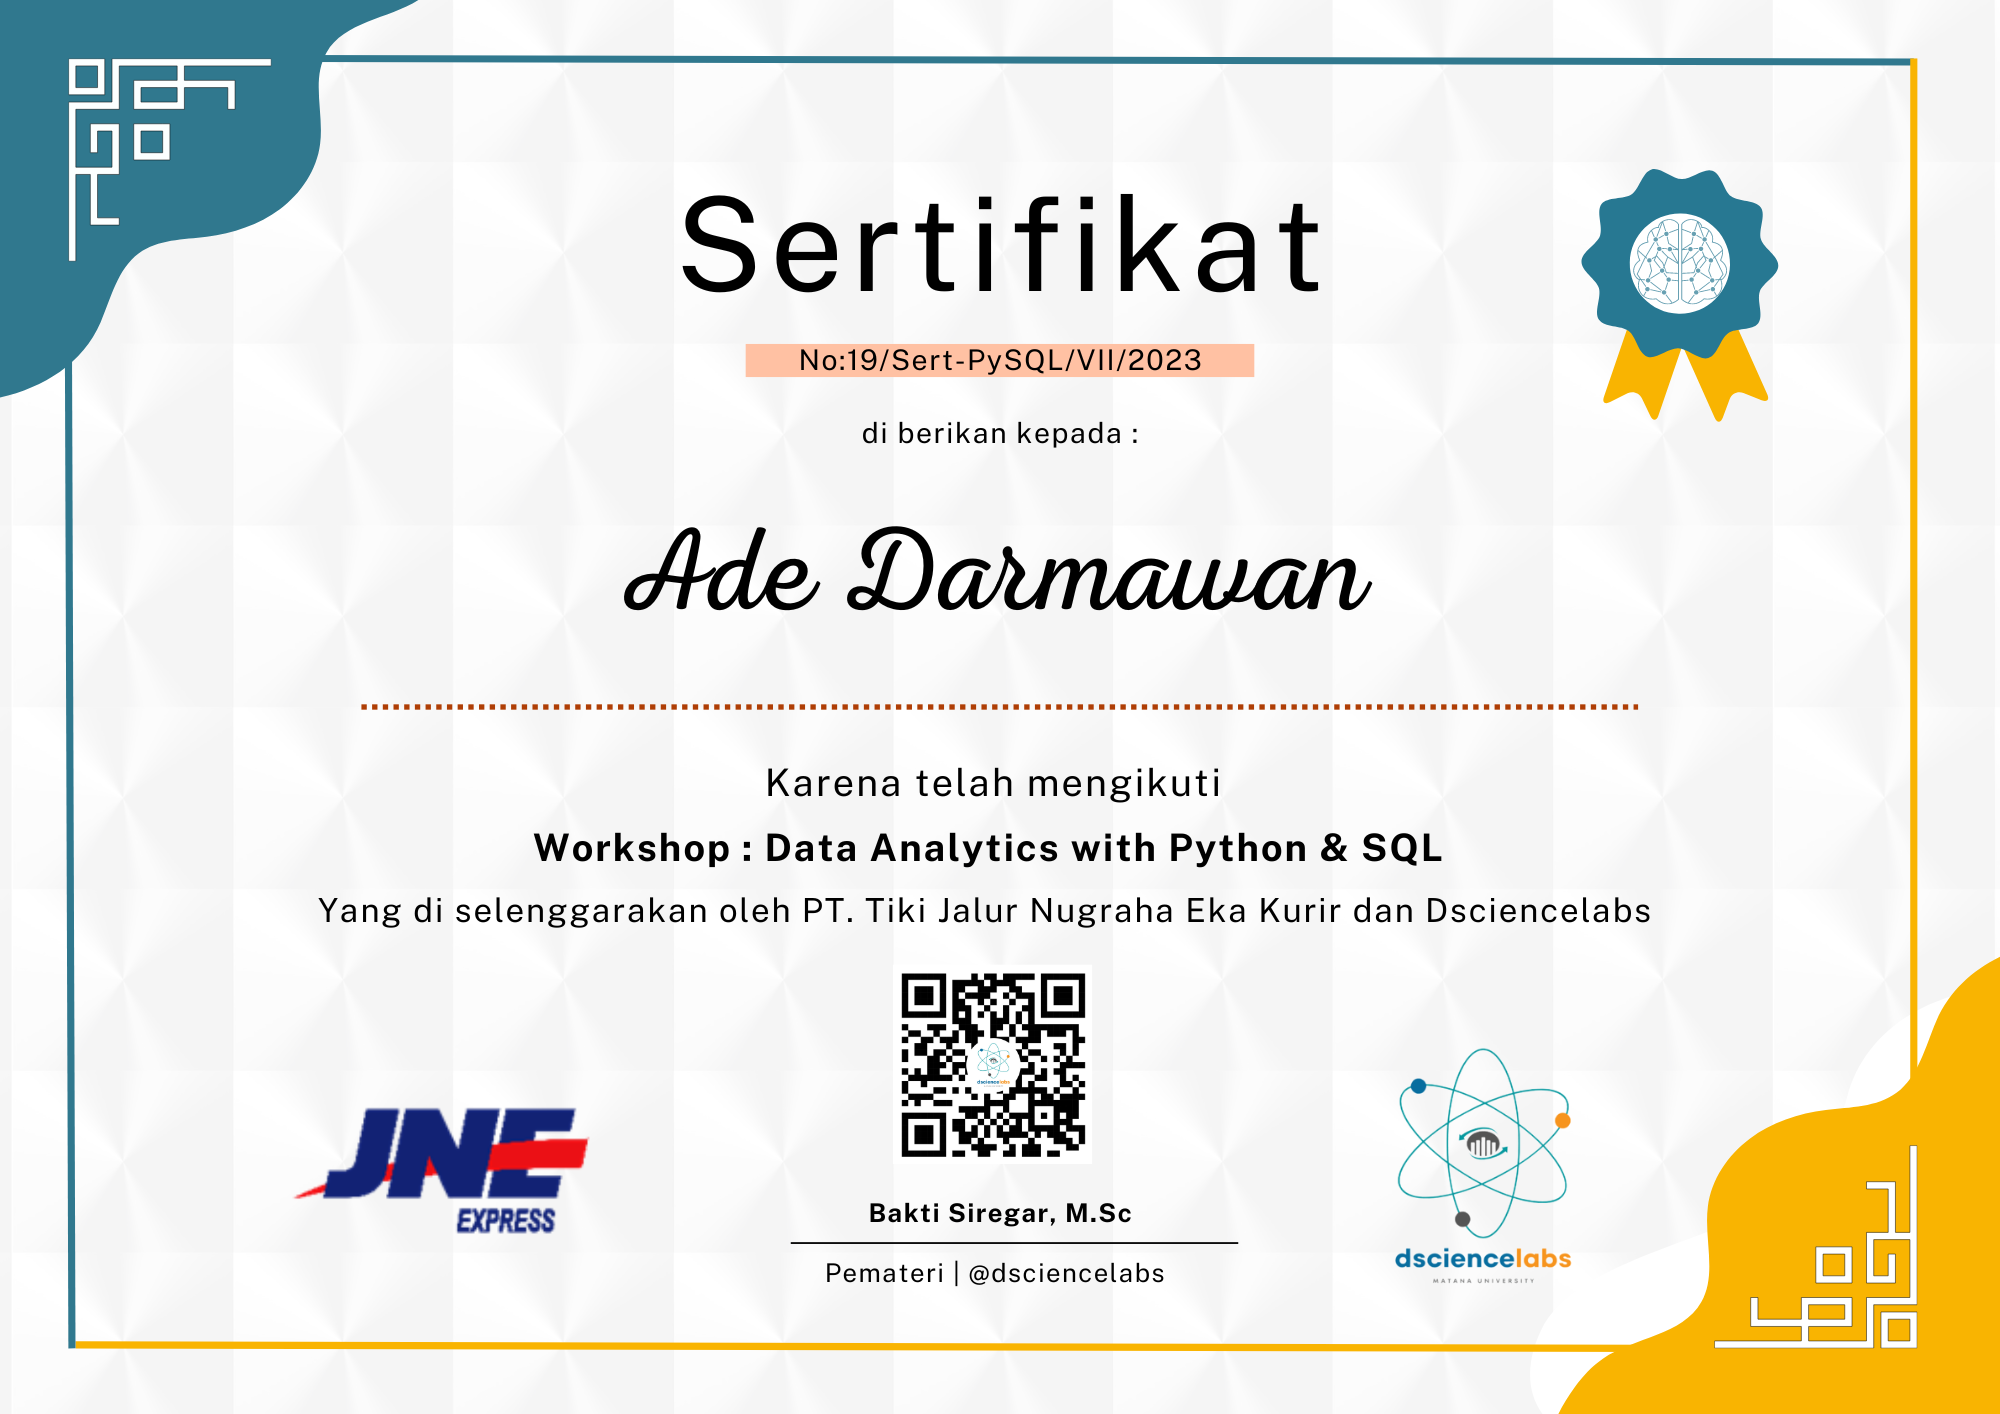 Sertifikat
No:19/Sert-PySQL/VII/2023
di berikan kepada :
Ade Darmawan
Karena telah mengikuti
Workshop : Data Analytics with Python & SQL
Yang di selenggarakan oleh PT. Tiki Jalur Nugraha Eka Kurir dan Dsciencelabs
dsciencelabs
JNE
EXPRESS
Bakti Siregar, M.Sc
Pemateri | @dsciencelabs
dsciencelabs
MATANA UNIVERSITY